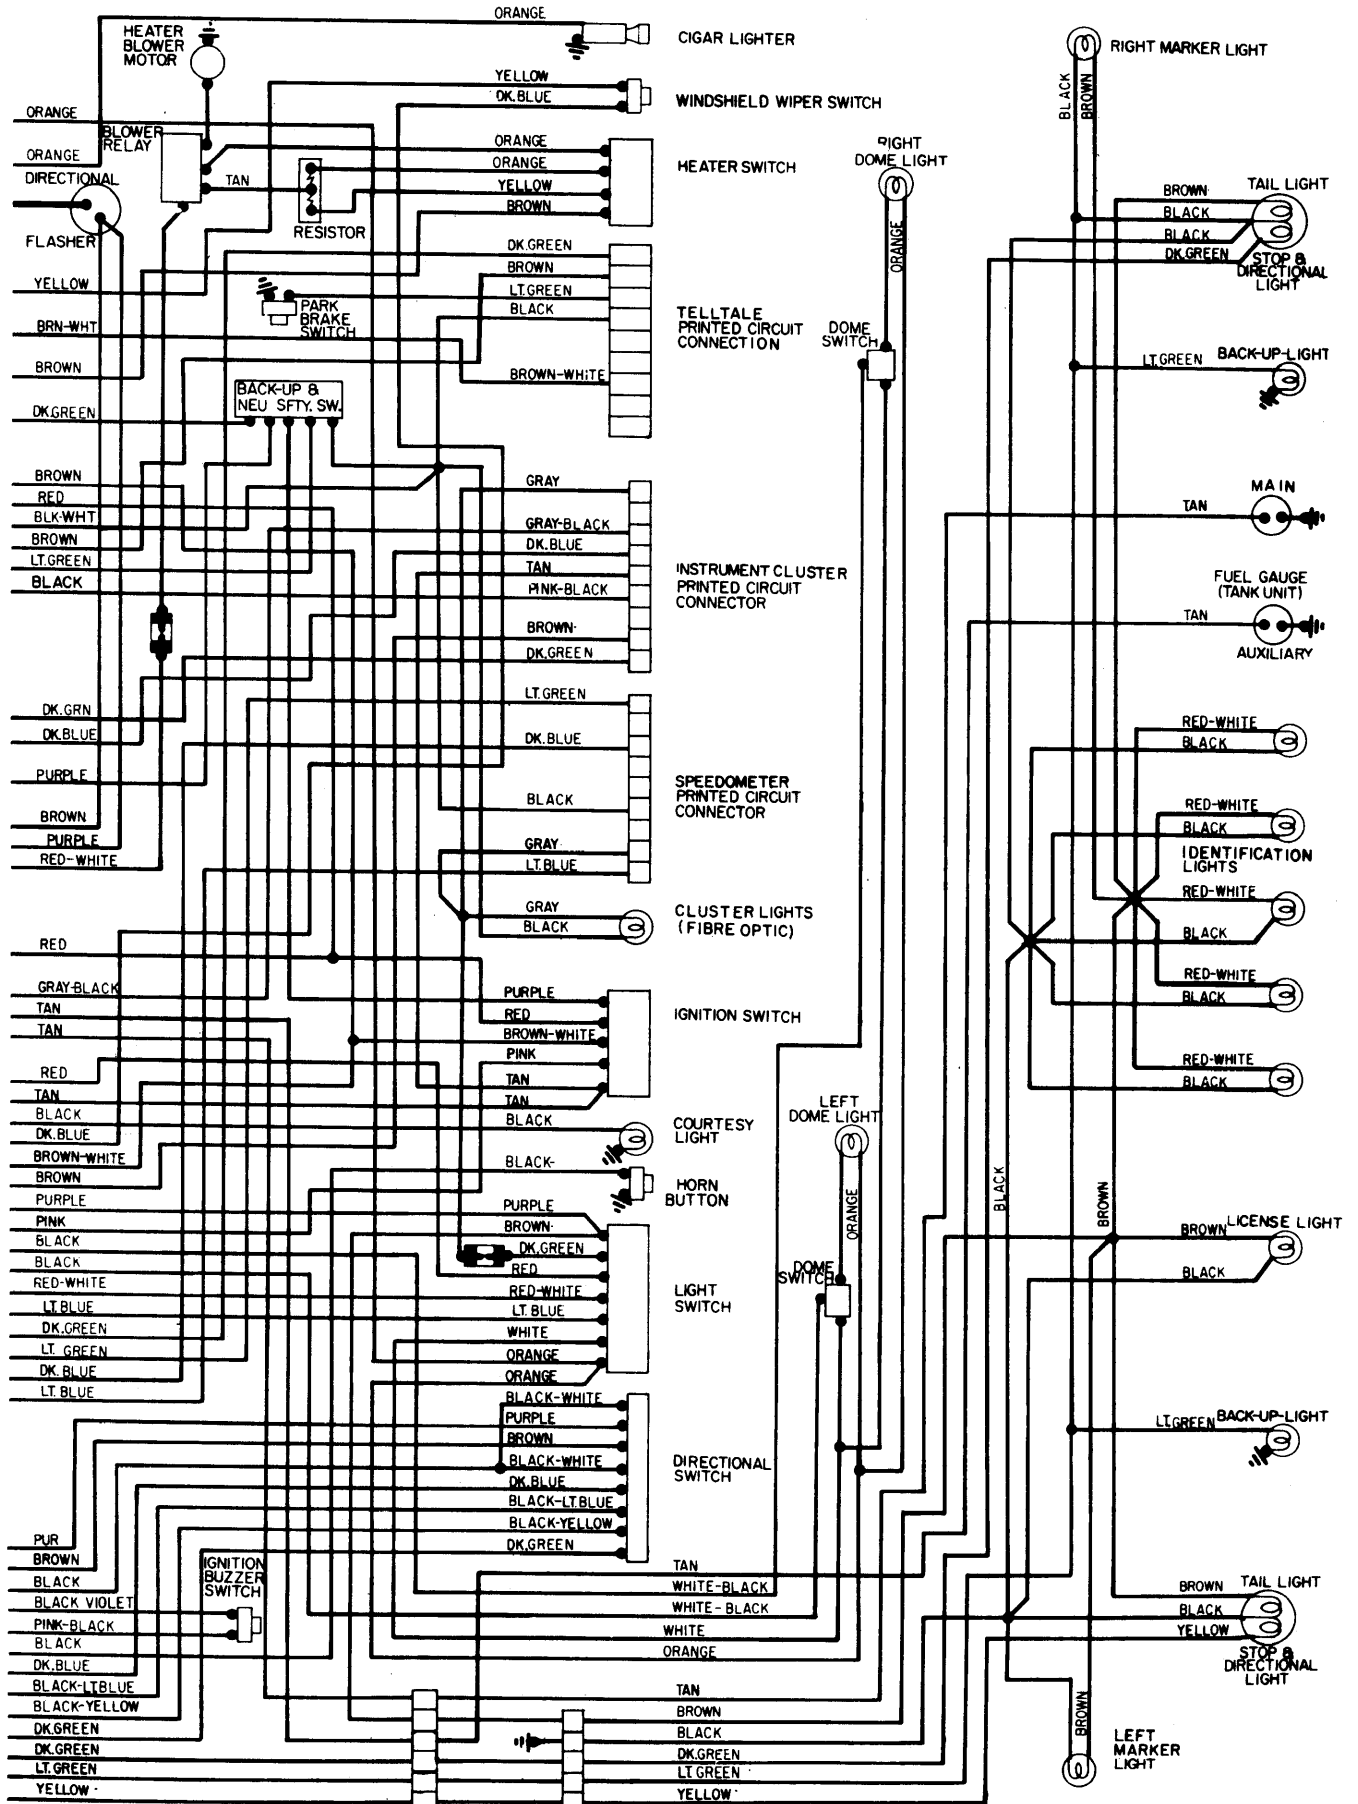 ORANGE
HEATER
BLOWER
MOTOR
CIGAR LIGHTER
RIGHT MARKER LIGHT
YELLOW
DK.BLUE
WINDSHIELD WIPER SWITCH
BLACK
BROWN
ORANGE
BLOWER
RELAY
ORANGE
ORANGE
ORANGE
YELLOW
BROWN
HEATER SWITCH
RIGHT
DOME LIGHT
DIRECTIONAL
FLASHER
TAN
RESISTOR
ORANGE
BROWN
BLACK
BLACK
DK.GREEN
TAIL LIGHT
STOP &
DIRECTIONAL
LIGHT
DK.GREEN
BROWN
LT.GREEN
BLACK
BROWN-WHITE
TELLTALE
PRINTED CIRCUIT
CONNECTION
YELLOW
PARK
BRAKE
SWITCH
BRN-WHT
BROWN
DOME
SWITCH
LT.GREEN
BACK-UP-LIGHT
BACK-UP &
NEU SFTY. SW.
DK.GREEN
BROWN
RED
BLK-WHT
BROWN
LT.GREEN
BLACK
GRAY
GRAY-BLACK
DK.BLUE
TAN
PINK-BLACK
BROWN
DK.GREEN
INSTRUMENT CLUSTER
PRINTED CIRCUIT
CONNECTOR
TAN
MAIN
FUEL GAUGE
(TANK UNIT)
TAN
AUXILIARY
DK.GRN
DK.BLUE
PURPLE
BROWN
PURPLE
RED-WHITE
LT.GREEN
DK.BLUE
BLACK
GRAY
LT.BLUE
SPEEDOMETER
PRINTED CIRCUIT
CONNECTOR
RED-WHITE
BLACK
RED-WHITE
BLACK
IDENTIFICATION
LIGHTS
RED-WHITE
BLACK
RED-WHITE
BLACK
RED-WHITE
BLACK
GRAY
BLACK
CLUSTER LIGHTS
(FIBRE OPTIC)
RED
GRAY-BLACK
TAN
TAN
RED
TAN
BLACK
DK.BLUE
BROWN-WHITE
BROWN
PURPLE
PINK
BLACK
BLACK
RED-WHITE
LT.BLUE
DK.GREEN
LT. GREEN
DK. BLUE
LT. BLUE
PURPLE
RED
BROWN-WHITE
PINK
TAN
TAN
IGNITION SWITCH
BLACK
COURTESY
LIGHT
BLACK-
HORN
BUTTON
LEFT
DOME LIGHT
ORANGE
DOME
SWITCH
PURPLE
BROWN
DK.GREEN
RED
RED-WHITE
LT.BLUE
WHITE
ORANGE
ORANGE
LIGHT
SWITCH
BLACK
BROWN
BROWN
LICENSE LIGHT
BLACK
BLACK-WHITE
PURPLE
BROWN
BLACK-WHITE
DK.BLUE
BLACK-LT.BLUE
BLACK-YELLOW
DK.GREEN
DIRECTIONAL
SWITCH
LT.GREEN
BACK-UP-LIGHT
PUR
BROWN
BLACK
BLACK VIOLET
PINK-BLACK
BLACK
DK.BLUE
BLACK-LTBLUE
BLACK-YELLOW
DK.GREEN
DK.GREEN
LT.GREEN
YELLOW
IGNITION
BUZZER
SWITCH
TAN
WHITE-BLACK
WHITE-BLACK
WHITE
ORANGE
TAN
BROWN
BLACK
DK.GREEN
LT GREEN
YELLOW
BROWN
BLACK
YELLOW
TAIL LIGHT
STOP &
DIRECTIONAL
LIGHT
BROWN
LEFT
MARKER
LIGHT